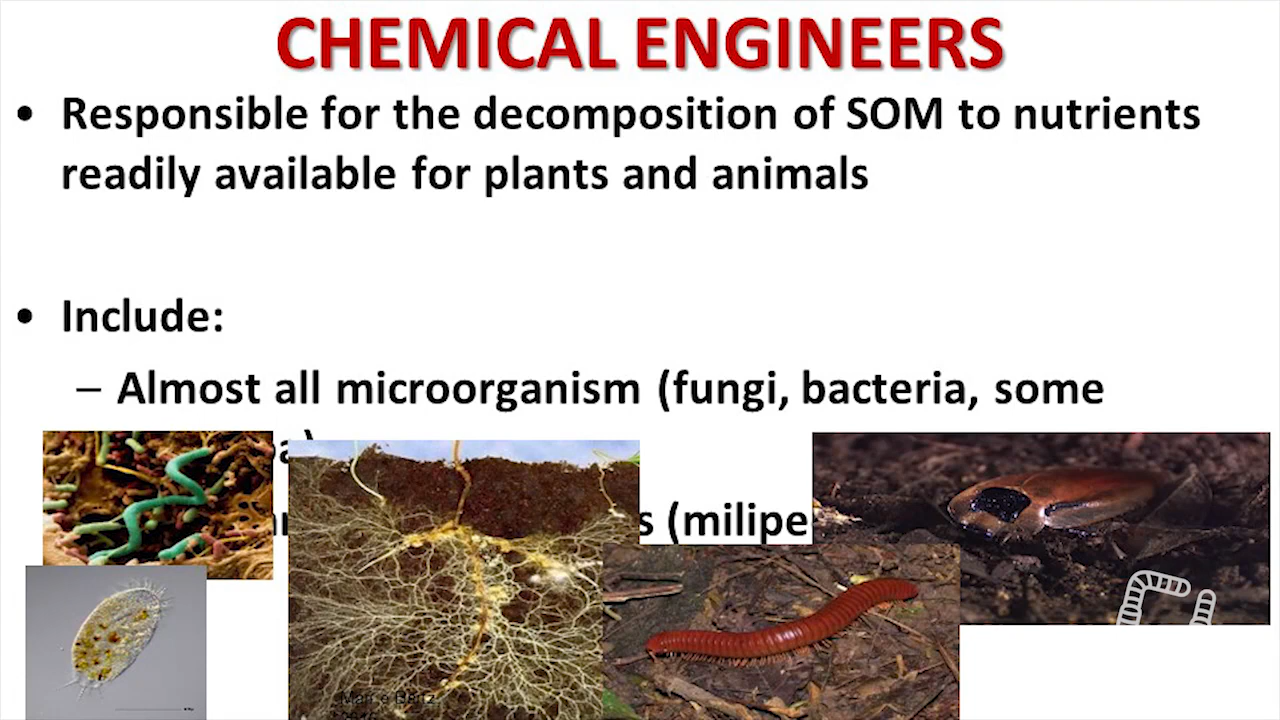 CHEMICAL ENGINEERS
• Responsible for the decomposition of SOM to nutrients
readily available for plants and animals
• Include:
– Almost all microorganism (fungi, bacteria, some
(milipe